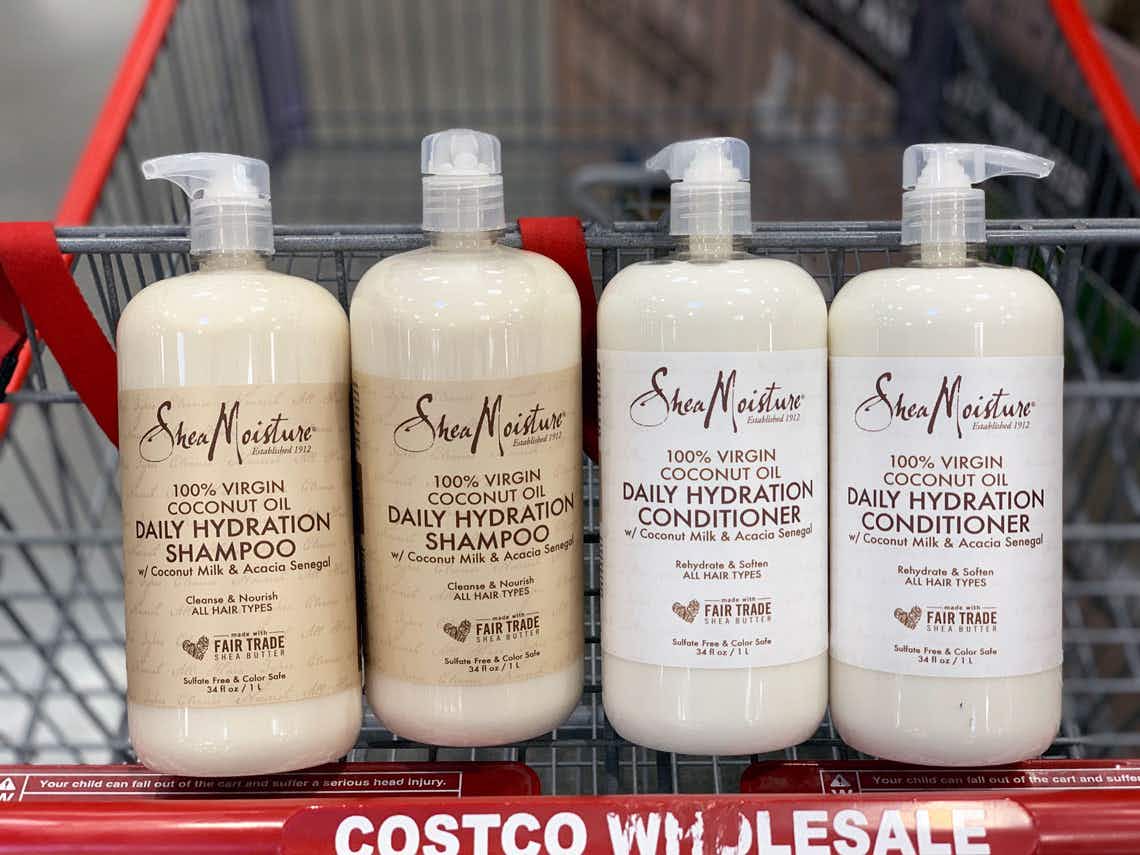 Shea Moisture®
Established 1912
100% VIRGIN
COCONUT OIL
DAILY HYDRATION
SHAMPOO
w/ Coconut Milk & Acacia Senegal
Cleanse & Nourish
ALL HAIR TYPES
made with
FAIR TRADE
SHEA BUTTER
Sulfate Free & Color Safe
34 fl oz / 1 L
Shea Moisture®
Established 1912
100% VIRGIN
COCONUT OIL
DAILY HYDRATION
SHAMPOO
w/ Coconut Milk & Acacia Senegal
Cleanse & Nourish
ALL HAIR TYPES
made with
FAIR TRADE
SHEA BUTTER
Sulfate Free & Color Safe
34 fl oz / 1 L
Shea Moisture®
Established 1912
100% VIRGIN
COCONUT OIL
DAILY HYDRATION
CONDITIONER
w/ Coconut Milk & Acacia Senegal
Rehydrate & Soften
ALL HAIR TYPES
made with
FAIR TRADE
SHEA BUTTER
Sulfate Free & Color Safe
34 fl oz / 1 L
Shea Moisture®
Established 1912
100% VIRGIN
COCONUT OIL
DAILY HYDRATION
CONDITIONER
w/ Coconut Milk & Acacia Senegal
Rehydrate & Soften
ALL HAIR TYPES
made with
FAIR TRADE
SHEA BUTTER
Sulfate Free & Color Safe
34 fl oz / 1 L
Your child can fall out of the cart and suffer a serious head injury.
Your child can fall out of the cart and suffer
COSTCO WHOLESALE